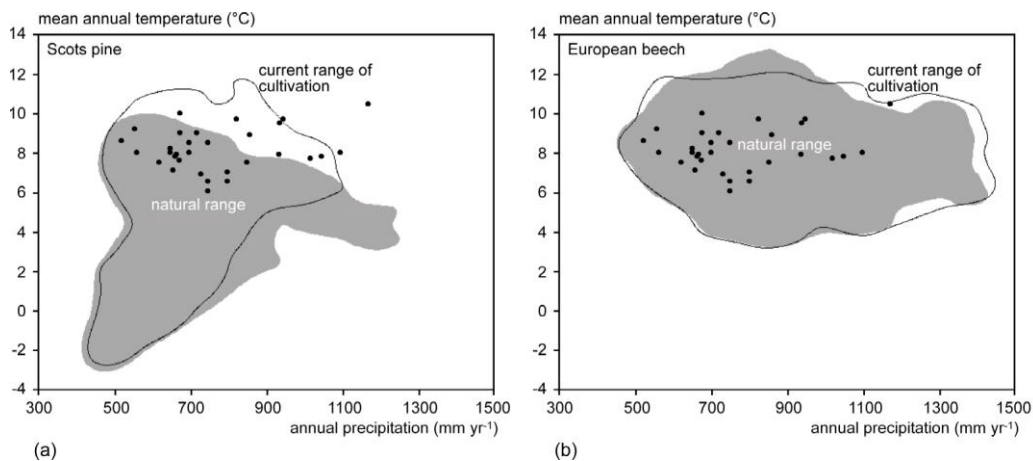 mean annual temperature (°C)
14
12
10
8
6
4
2
0
-2
-4
Scots pine
current range of
cultivation
natural range
300
500
700
900
1100
1300
1500
annual precipitation (mm yr-1)
(a)
mean annual temperature (°C)
14
12
10
8
6
4
2
0
-2
-4
European beech
current range of
cultivation
natural range
300
500
700
900
1100
1300
1500
annual precipitation (mm yr-1)
(b)